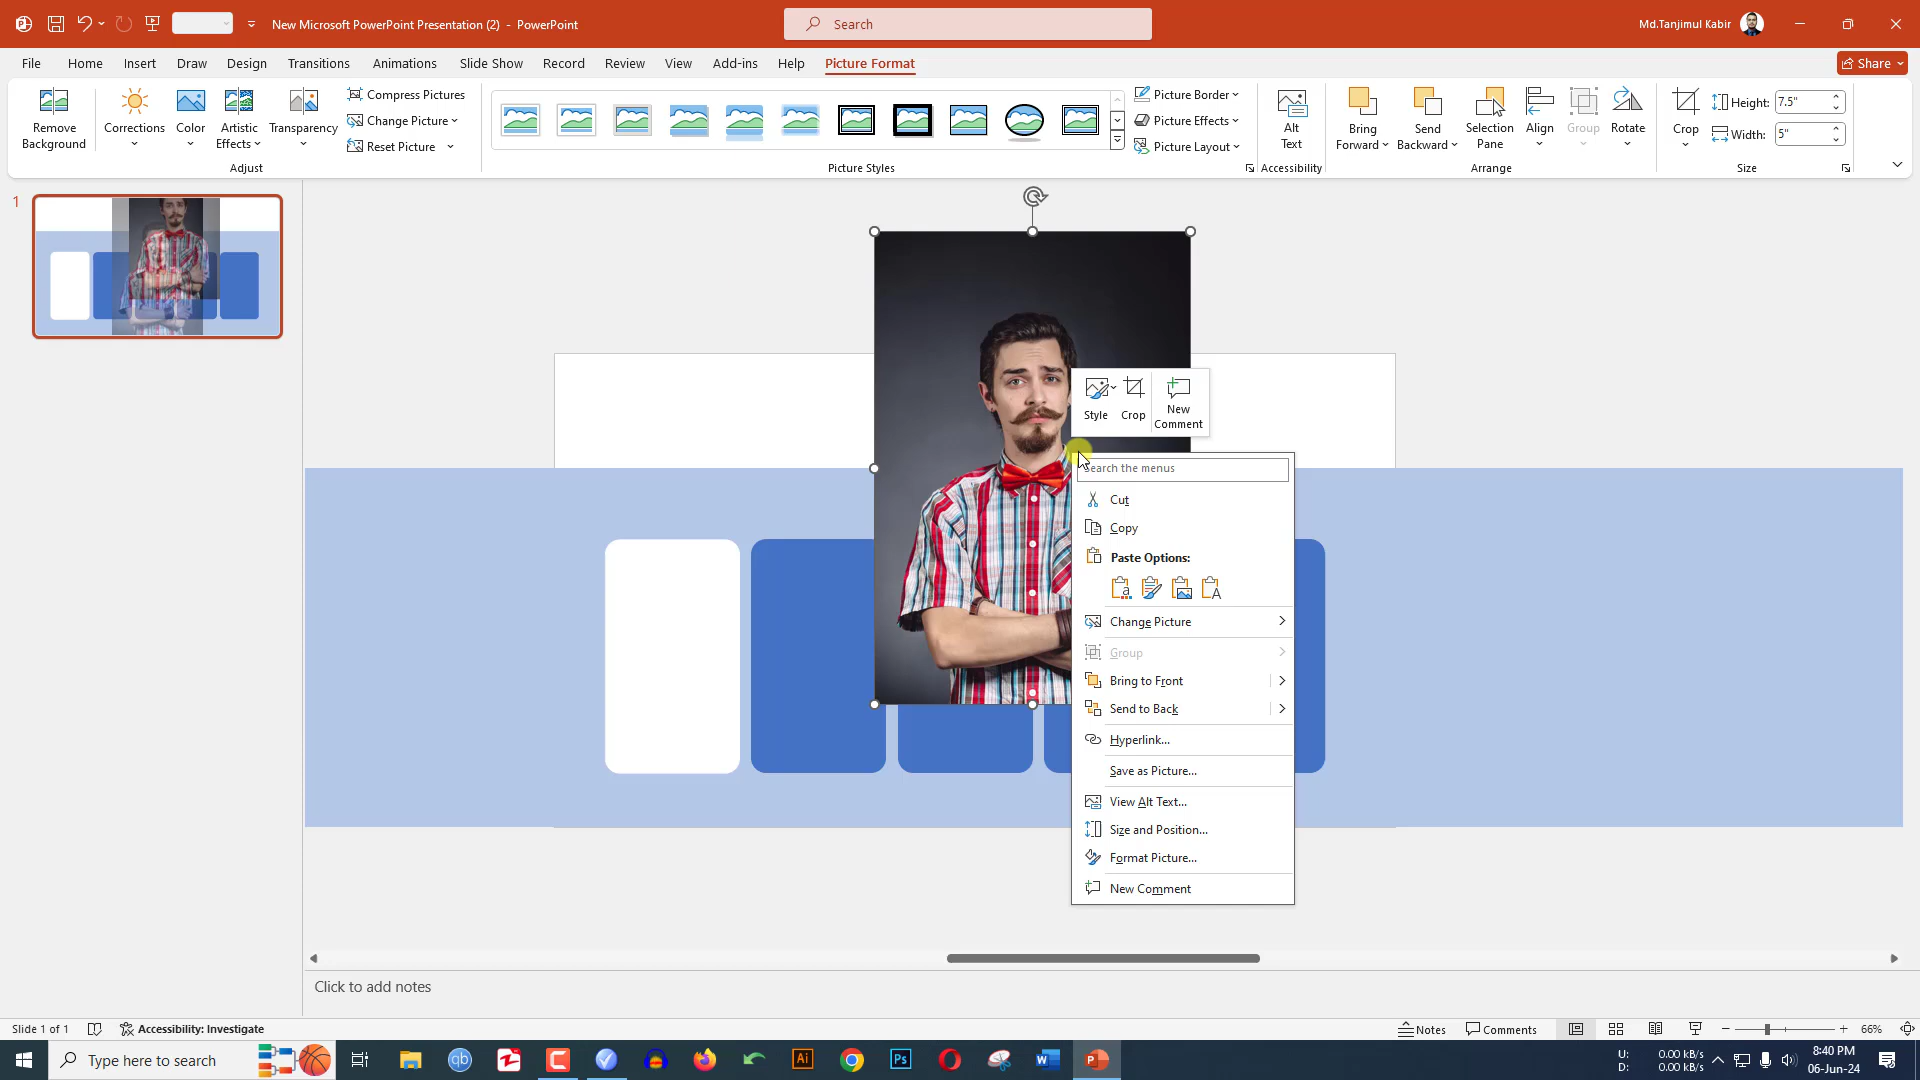 New Microsoft PowerPoint Presentation (2) - PowerPoint
Search
Md.Tanjimul Kabir
File Home Insert Draw Design Transitions Animations Slide Show Record Review View Add-ins Help Picture Format
Share
Remove Background
Corrections
Color
Artistic Effects
Transparency
Compress Pictures
Change Picture
Reset Picture
Adjust
Picture Styles
Picture Border
Picture Effects
Picture Layout
Alt Text
Accessibility
Bring Forward
Send Backward
Selection Pane
Align
Group
Rotate
Arrange
Crop
Height: 7.5"
Width: 5"
Size
1
Style
Crop
New Comment
Search the menus
Cut
Copy
Paste Options:
Change Picture
Group
Bring to Front
Send to Back
Hyperlink...
Save as Picture...
View Alt Text...
Size and Position...
Format Picture...
New Comment
Click to add notes
Slide 1 of 1
Accessibility: Investigate
Notes
Comments
66%
Type here to search
qb
Ai
Ps
U: 0.00 kB/s
D: 0.00 kB/s
8:40 PM
06-Jun-24